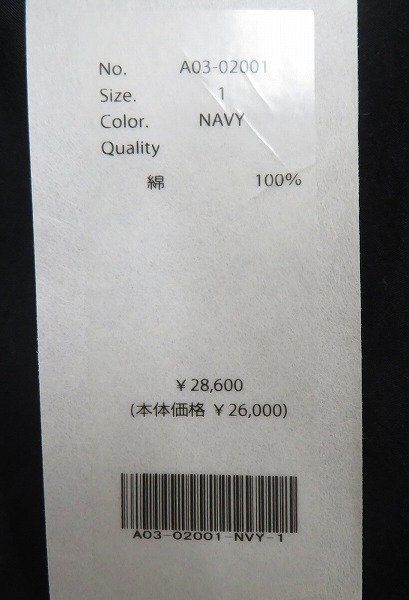 No. A03-02001
Size. 1
Color. NAVY
Quality
綿 100%
¥28,600
(本体価格 ¥26,000)
A03-02001-NVY-1